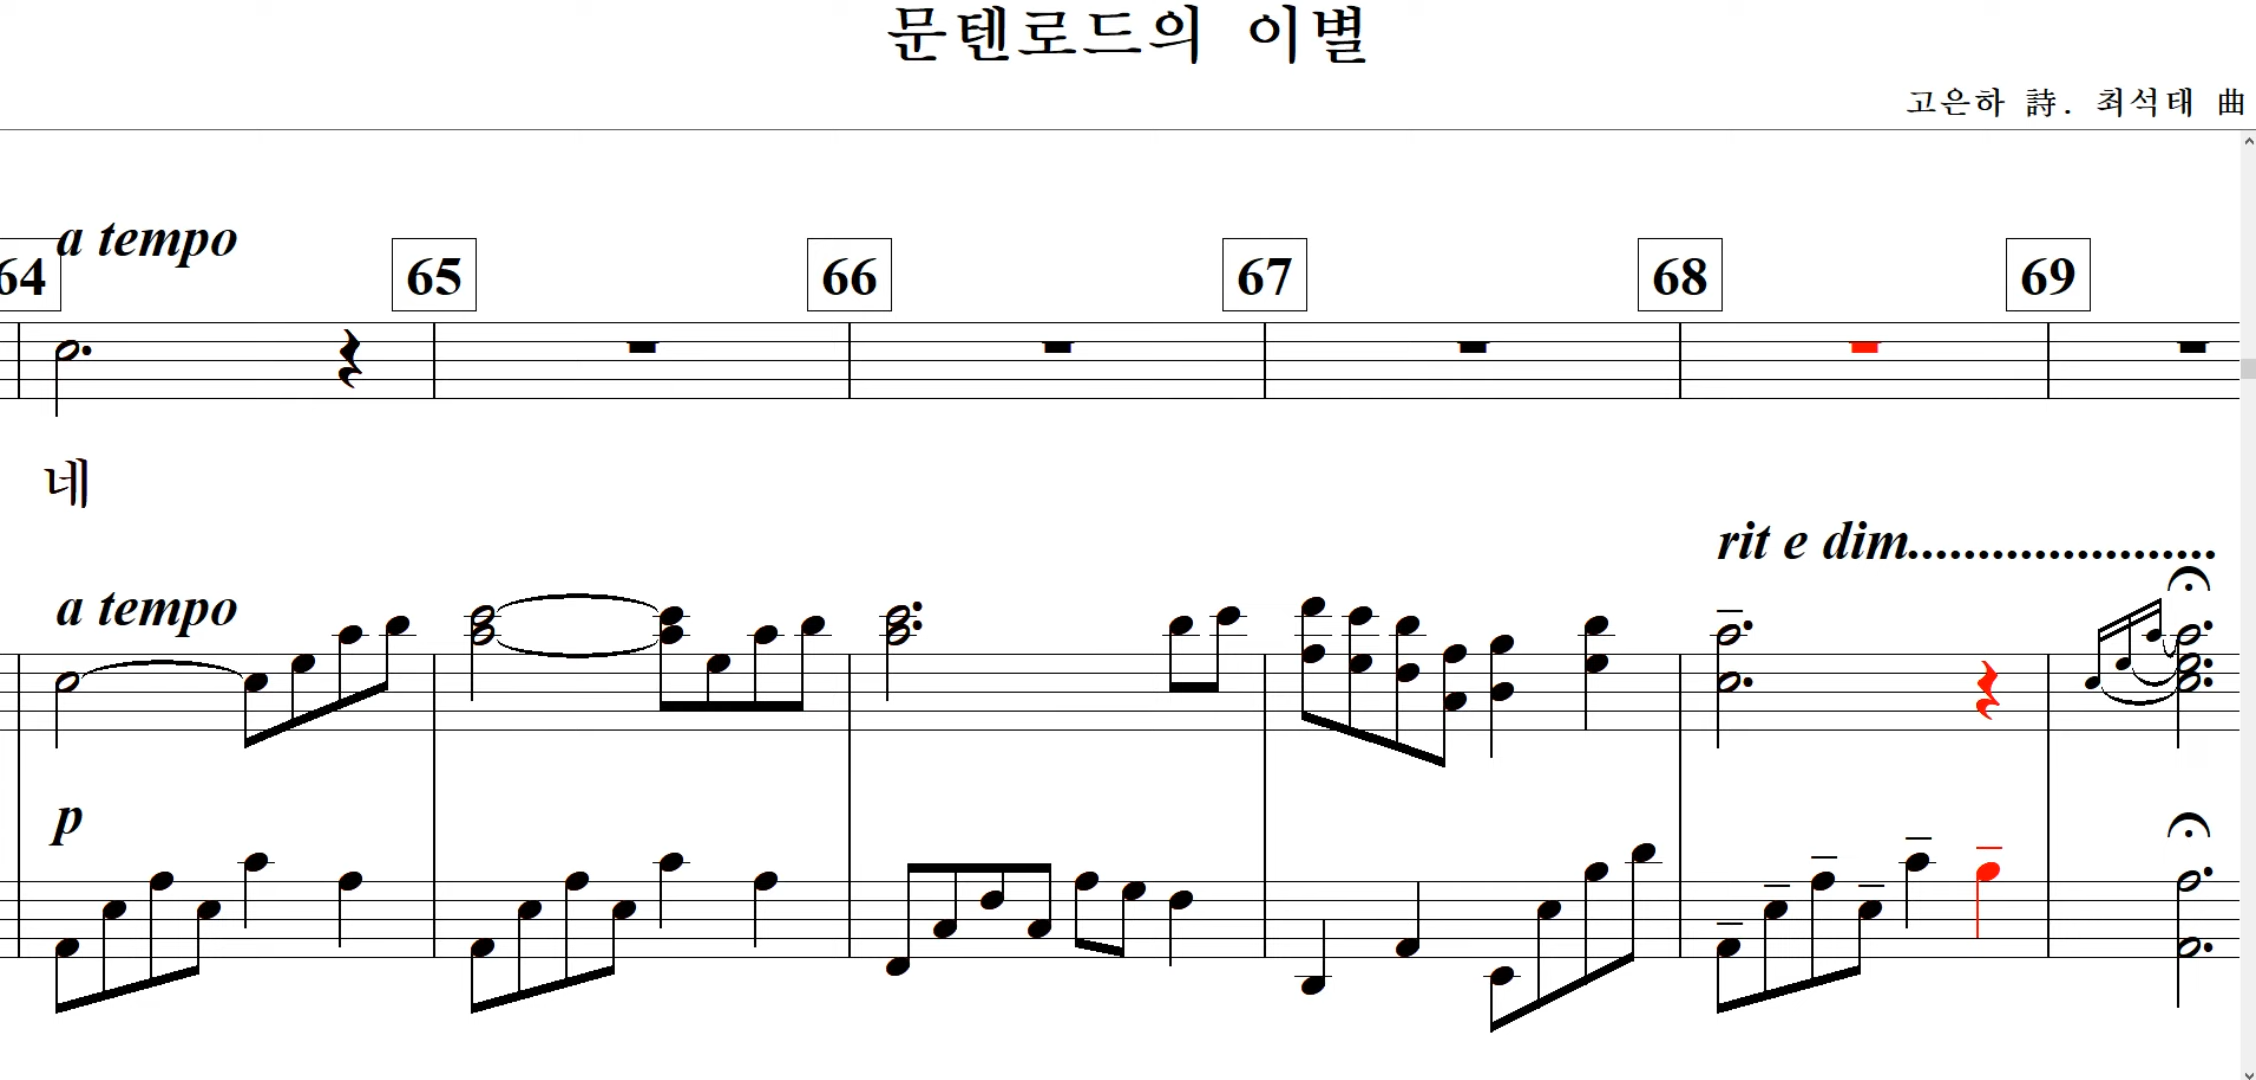 문텐로드의 이별
고은하 詩. 최석태 曲
a tempo
64 65 66 67 68 69
네
rit e dim......................
a tempo
p